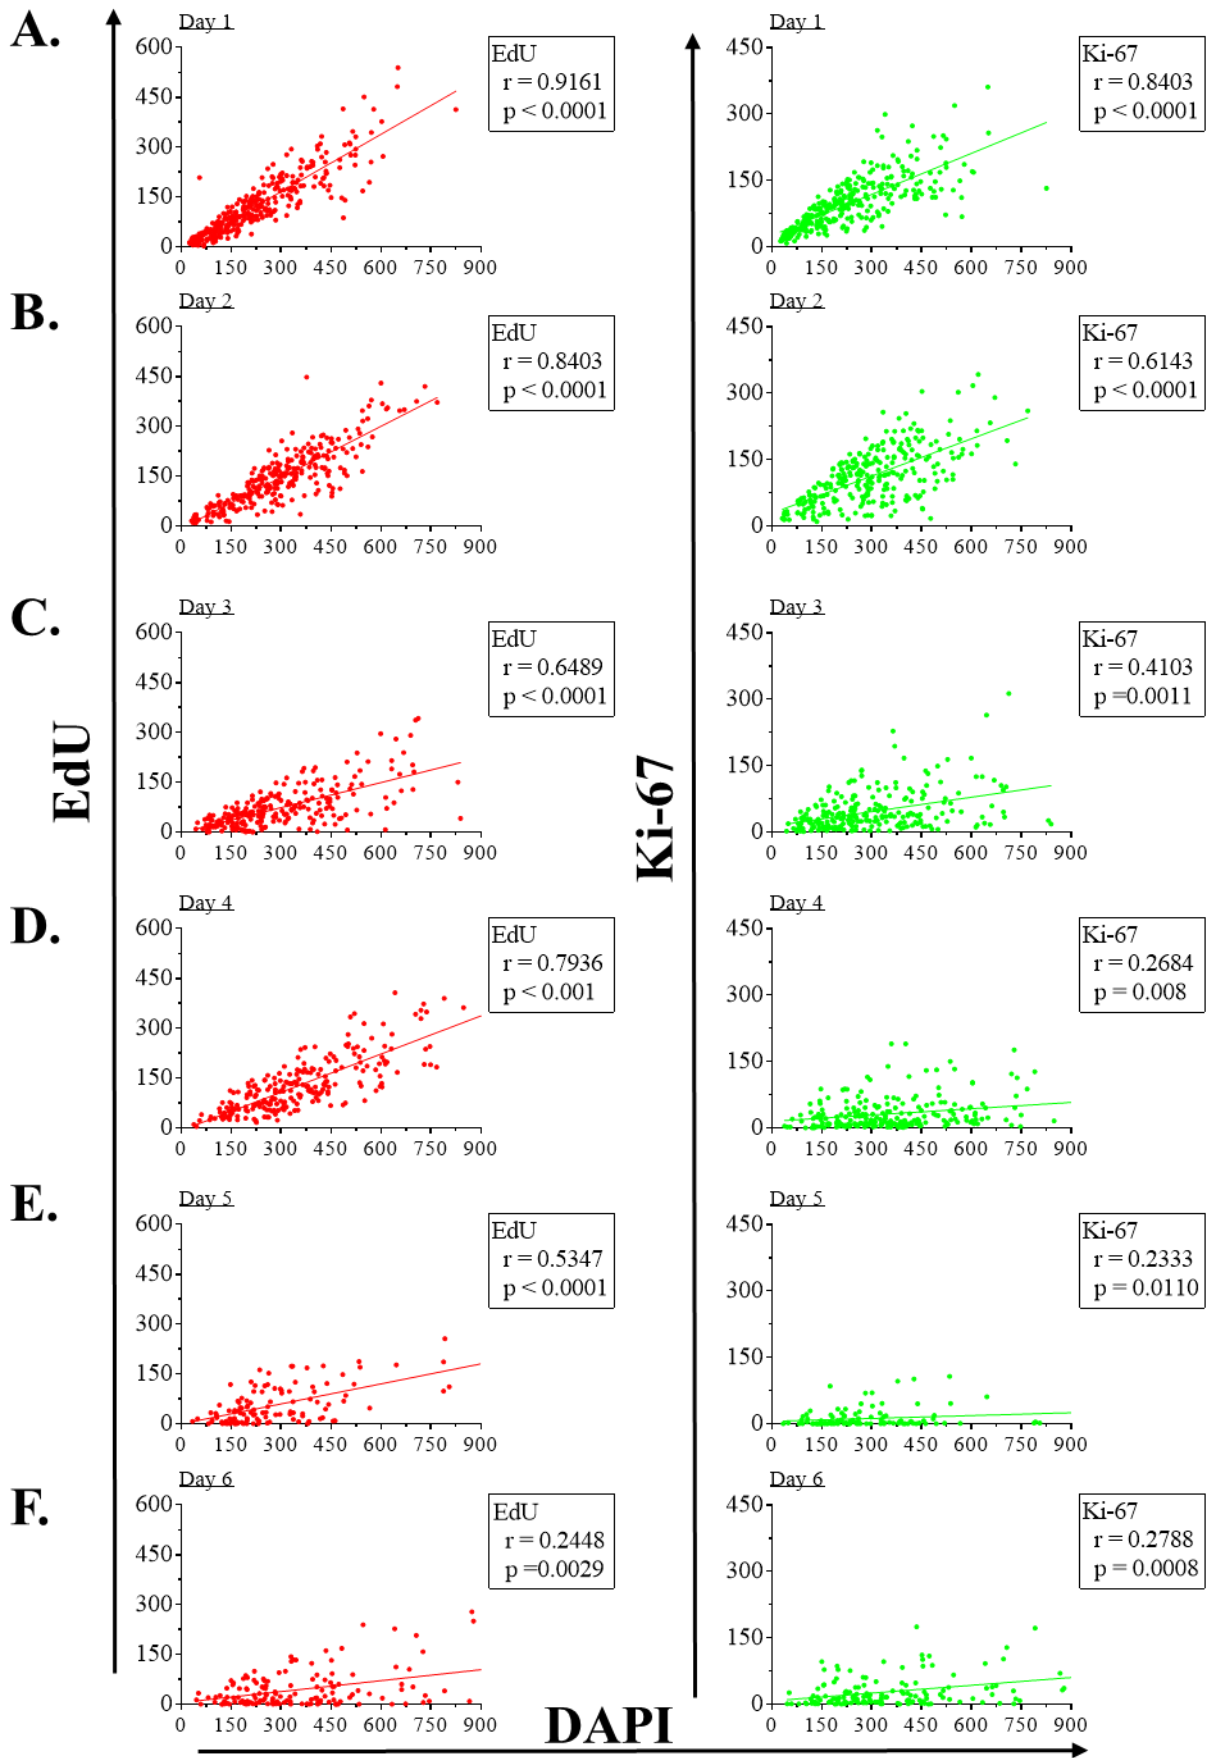 A.
Day 1
600
450
300
150
0
0 150 300 450 600 750 900
EdU
r = 0.9161
p < 0.0001
Day 1
450
300
150
0
0 150 300 450 600 750 900
Ki-67
r = 0.8403
p < 0.0001
B.
Day 2
600
450
300
150
0
0 150 300 450 600 750 900
EdU
r = 0.8403
p < 0.0001
Day 2
450
300
150
0
0 150 300 450 600 750 900
Ki-67
r = 0.6143
p < 0.0001
C.
Day 3
600
450
300
150
0
0 150 300 450 600 750 900
EdU
r = 0.6489
p < 0.0001
Day 3
450
300
150
0
0 150 300 450 600 750 900
Ki-67
r = 0.4103
p =0.0011
EdU
Ki-67
D.
Day 4
600
450
300
150
0
0 150 300 450 600 750 900
EdU
r = 0.7936
p < 0.001
Day 4
450
300
150
0
0 150 300 450 600 750 900
Ki-67
r = 0.2684
p = 0.008
E.
Day 5
600
450
300
150
0
0 150 300 450 600 750 900
EdU
r = 0.5347
p < 0.0001
Day 5
450
300
150
0
0 150 300 450 600 750 900
Ki-67
r = 0.2333
p = 0.0110
F.
Day 6
600
450
300
150
0
0 150 300 450 600 750 900
EdU
r = 0.2448
p =0.0029
Day 6
450
300
150
0
0 150 300 450 600 750 900
Ki-67
r = 0.2788
p = 0.0008
DAPI